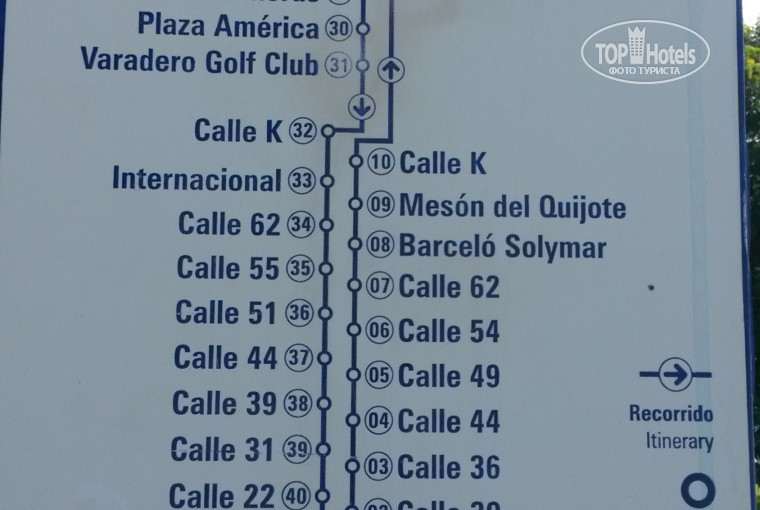 Plaza América 30
Varadero Golf Club 31
Calle K 32
Internacional 33
Calle 62 34
Calle 55 35
Calle 51 36
Calle 44 37
Calle 39 38
Calle 31 39
Calle 22 40
10 Calle K
09 Mesón del Quijote
08 Barceló Solymar
07 Calle 62
06 Calle 54
05 Calle 49
04 Calle 44
03 Calle 36
Calle
Recorrido
Itinerary
TOP Hotels
ФОТО ТУРИСТА